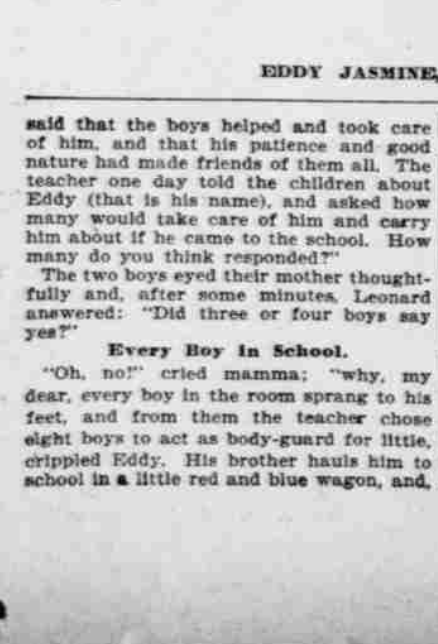 EDDY JASMINE,
said that the boys helped and took care
of him, and that his patience and good
nature had made friends of them all. The
teacher one day told the children about
Eddy (that is his name), and asked how
many would take care of him and carry
him about if he came to the school. How
many do you think responded?"
The two boys eyed their mother thought-
fully and, after some minutes, Leonard
answered: "Did three or four boys say
yes?"
Every Boy In School.
"Oh, no!" cried mamma; "why, my
dear, every boy in the room sprang to his
feet, and from them the teacher chose
eight boys to act as body-guard for little,
crippled Eddy. His brother hauls him to
school in a little red and blue wagon, and,